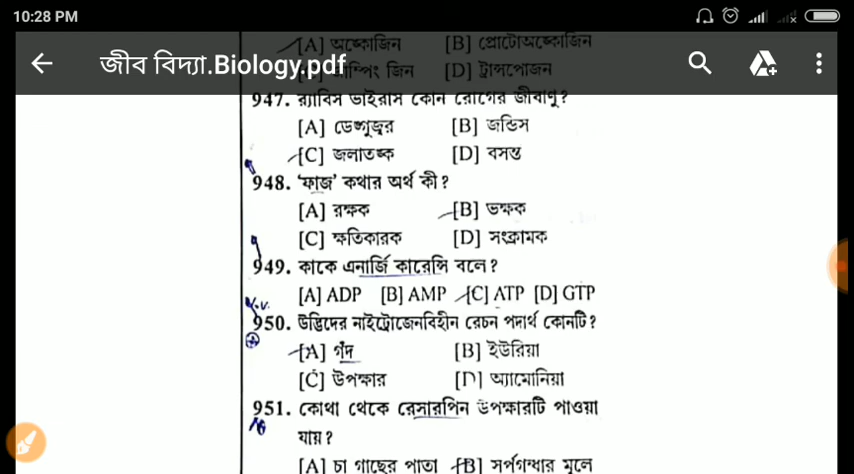 10:28 PM
[A] অঙ্কোজিন [B] প্রোটোঅঙ্কোজিন
জীব বিদ্যা.Biology.pdf
জাম্পিং জিন [D] ট্রান্সপোজন
947. র‍্যাবিস ভাইরাস কোন রোগের জীবাণু?
[A] ডেঙ্গুজ্বর [B] জন্ডিস
[C] জলাতঙ্ক [D] বসন্ত
948. ‘ফাজ’ কথার অর্থ কী?
[A] রক্ষক [B] ভক্ষক
[C] ক্ষতিকারক [D] সংক্রামক
949. কাকে এনার্জি কারেন্সি বলে?
[A] ADP [B] AMP [C] ATP [D] GTP
950. উদ্ভিদের নাইট্রোজেনবিহীন রেচন পদার্থ কোনটি?
[A] গঁদ [B] ইউরিয়া
[C] উপক্ষার [D] অ্যামোনিয়া
951. কোথা থেকে রেসারপিন উপক্ষারটি পাওয়া
যায়?
[A] চা গাছের পাতা [B] সর্পগন্ধার মূলে